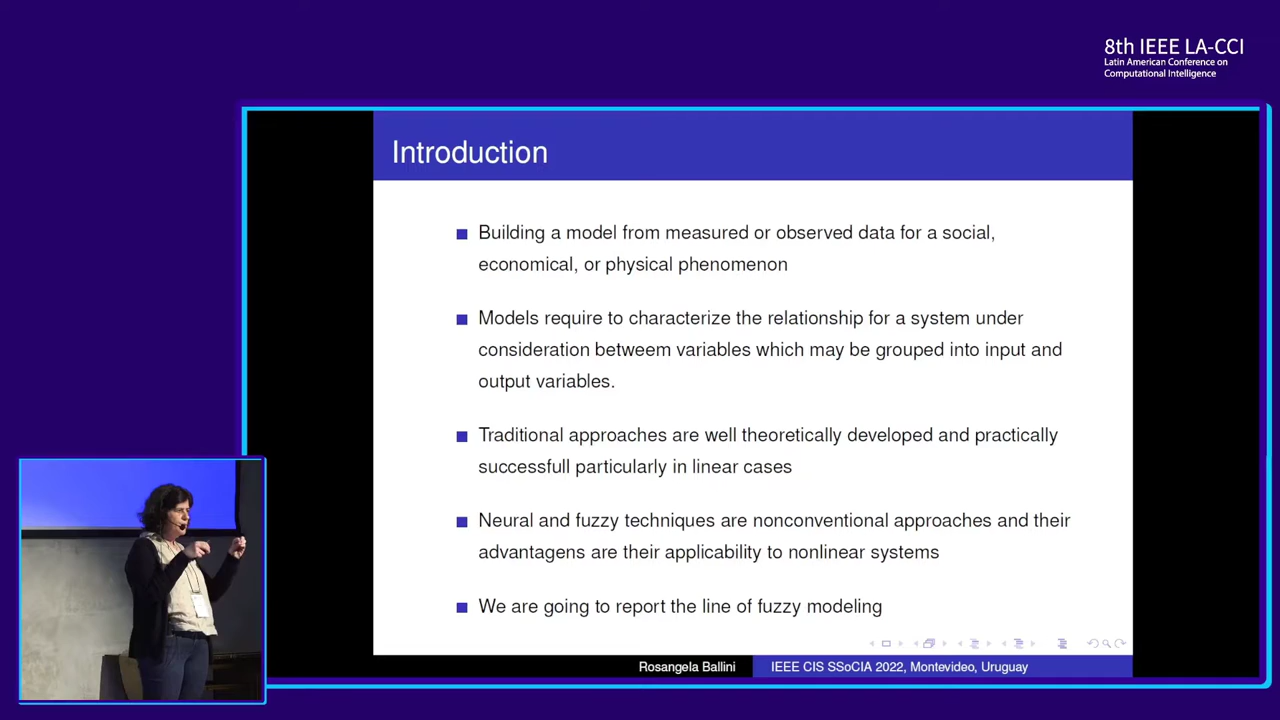 8th IEEE LA-CCI
Latin American Conference on
Computational Intelligence
Introduction
Building a model from measured or observed data for a social,
economical, or physical phenomenon
Models require to characterize the relationship for a system under
consideration betweem variables which may be grouped into input and
output variables.
Traditional approaches are well theoretically developed and practically
successfull particularly in linear cases
Neural and fuzzy techniques are nonconventional approaches and their
advantagens are their applicability to nonlinear systems
We are going to report the line of fuzzy modeling
Rosangela Ballini
IEEE CIS SSoCIA 2022, Montevideo, Uruguay